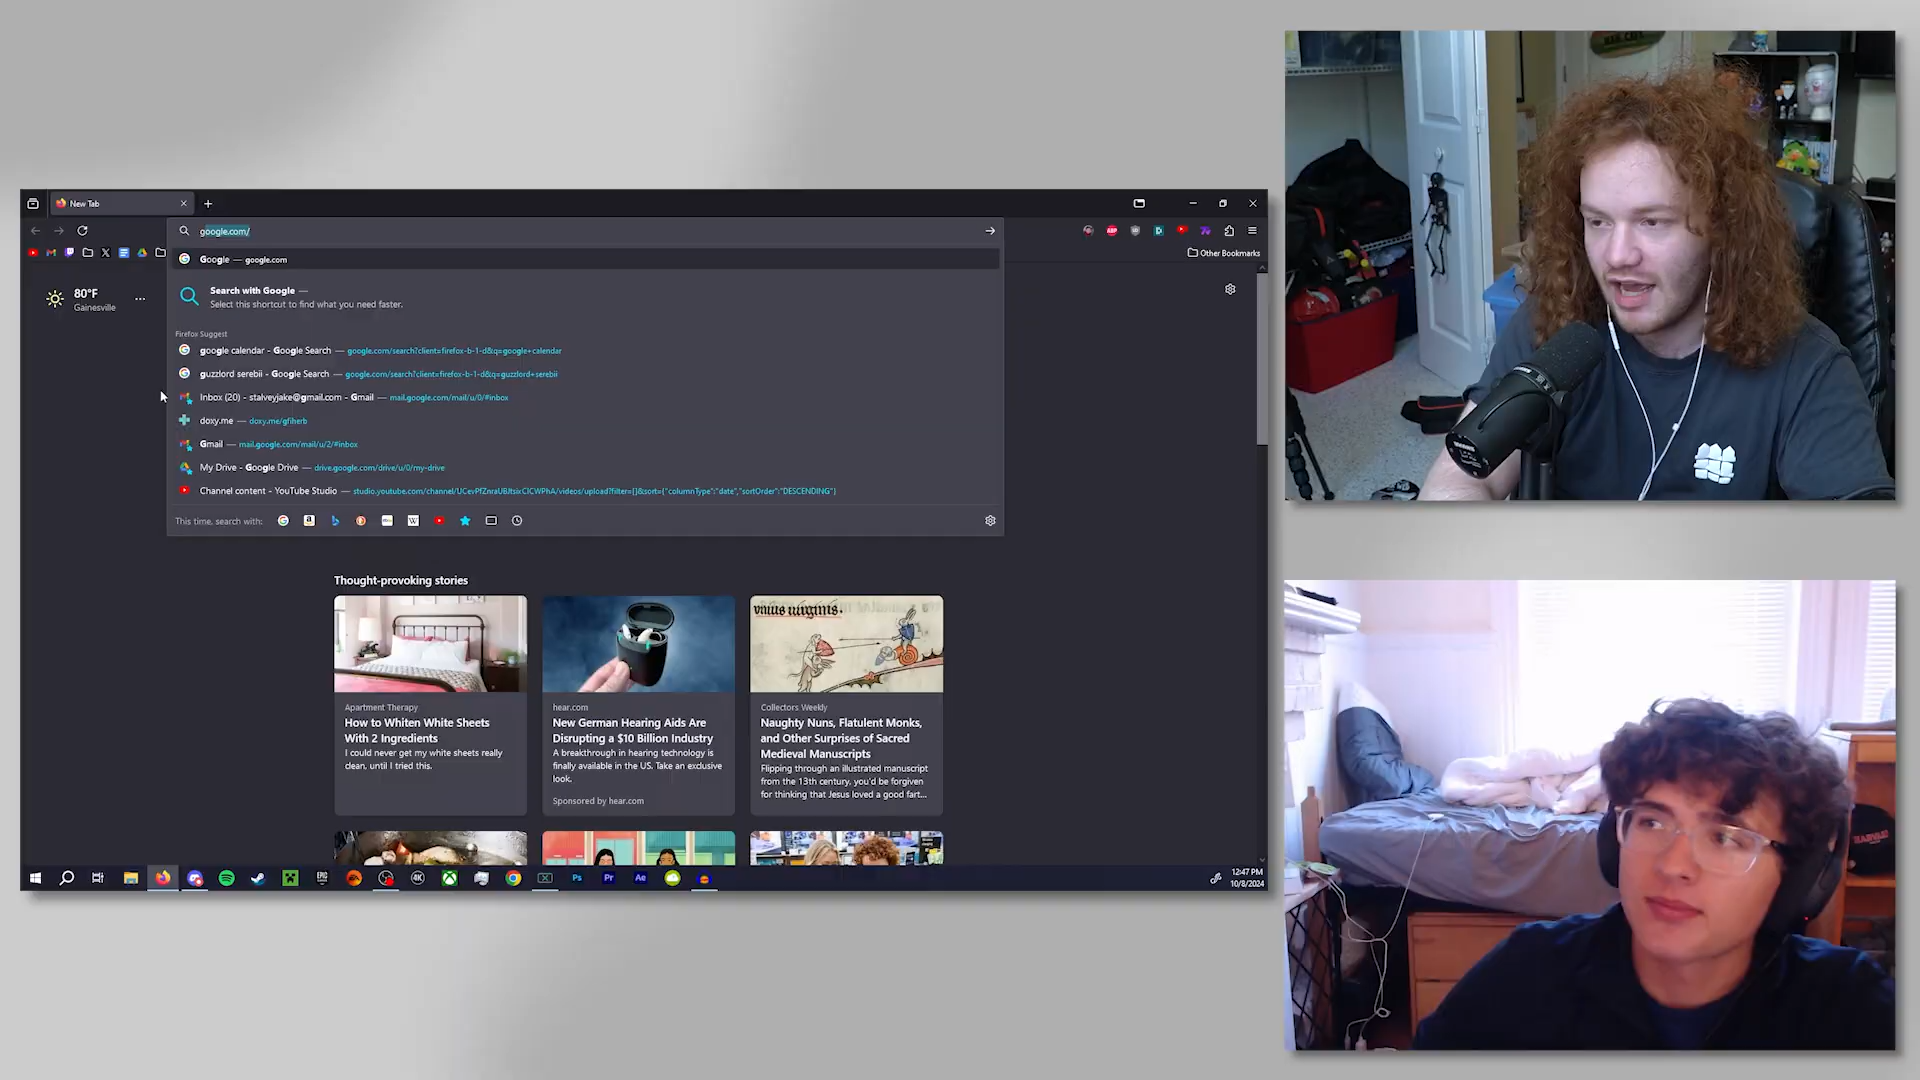 New Tab
google.com/
Google — google.com
Search with Google —
Select this shortcut to find what you need faster.
Other Bookmarks
80°F
Gainesville
Firefox Suggest
google calendar - Google Search — google.com/search?client=firefox-b-1-d&q=google+calendar
guzzlord serebii - Google Search — google.com/search?client=firefox-b-1-d&q=guzzlord+serebii
Inbox (20) - stalveyjake@gmail.com - Gmail — mail.google.com/mail/u/0/#inbox
doxy.me — doxy.me/gfiherb
Gmail — mail.google.com/mail/u/2/#inbox
My Drive - Google Drive — drive.google.com/drive/u/0/my-drive
Channel content - YouTube Studio —
This time, search with:
Thought-provoking stories
vnius uirginis.
Apartment Therapy
How to Whiten White Sheets
With 2 Ingredients
I could never get my white sheets really
clean, until I tried this.
hear.com
New German Hearing Aids Are
Disrupting a $10 Billion Industry
A breakthrough in hearing technology is
finally available in the US. Take an exclusive
look.
Sponsored by hear.com
Collectors Weekly
Naughty Nuns, Flatulent Monks,
and Other Surprises of Sacred
Medieval Manuscripts
Flipping through an illustrated manuscript
from the 13th century, you'd be forgiven
for thinking that Jesus loved a good fart...
EPIC
4K
Ps
Pr
Ae
12:47 PM
10/8/2024